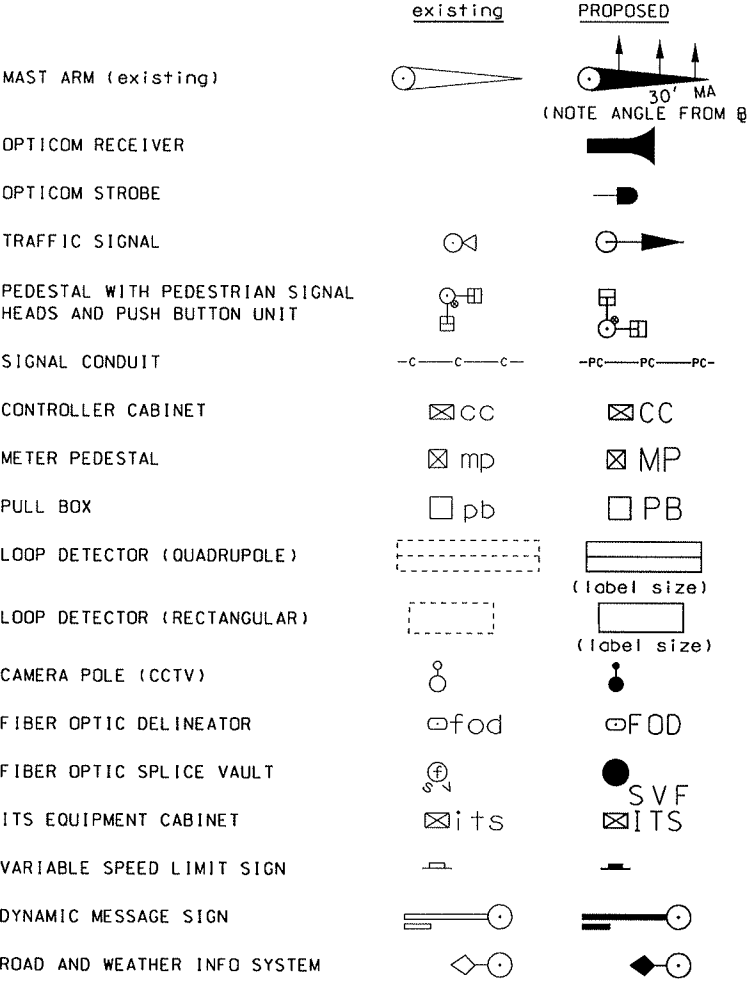 existing PROPOSED
MAST ARM (existing)
30' MA
(NOTE ANGLE FROM ℄
OPTICOM RECEIVER
OPTICOM STROBE
TRAFFIC SIGNAL
PEDESTAL WITH PEDESTRIAN SIGNAL
HEADS AND PUSH BUTTON UNIT
SIGNAL CONDUIT -C-C-C- -PC-PC-PC-
CONTROLLER CABINET cc CC
METER PEDESTAL mp MP
PULL BOX pb PB
LOOP DETECTOR (QUADRUPOLE)
(label size)
LOOP DETECTOR (RECTANGULAR)
(label size)
CAMERA POLE (CCTV)
FIBER OPTIC DELINEATOR fod FOD
FIBER OPTIC SPLICE VAULT f
S V SVF
ITS EQUIPMENT CABINET its ITS
VARIABLE SPEED LIMIT SIGN
DYNAMIC MESSAGE SIGN
ROAD AND WEATHER INFO SYSTEM